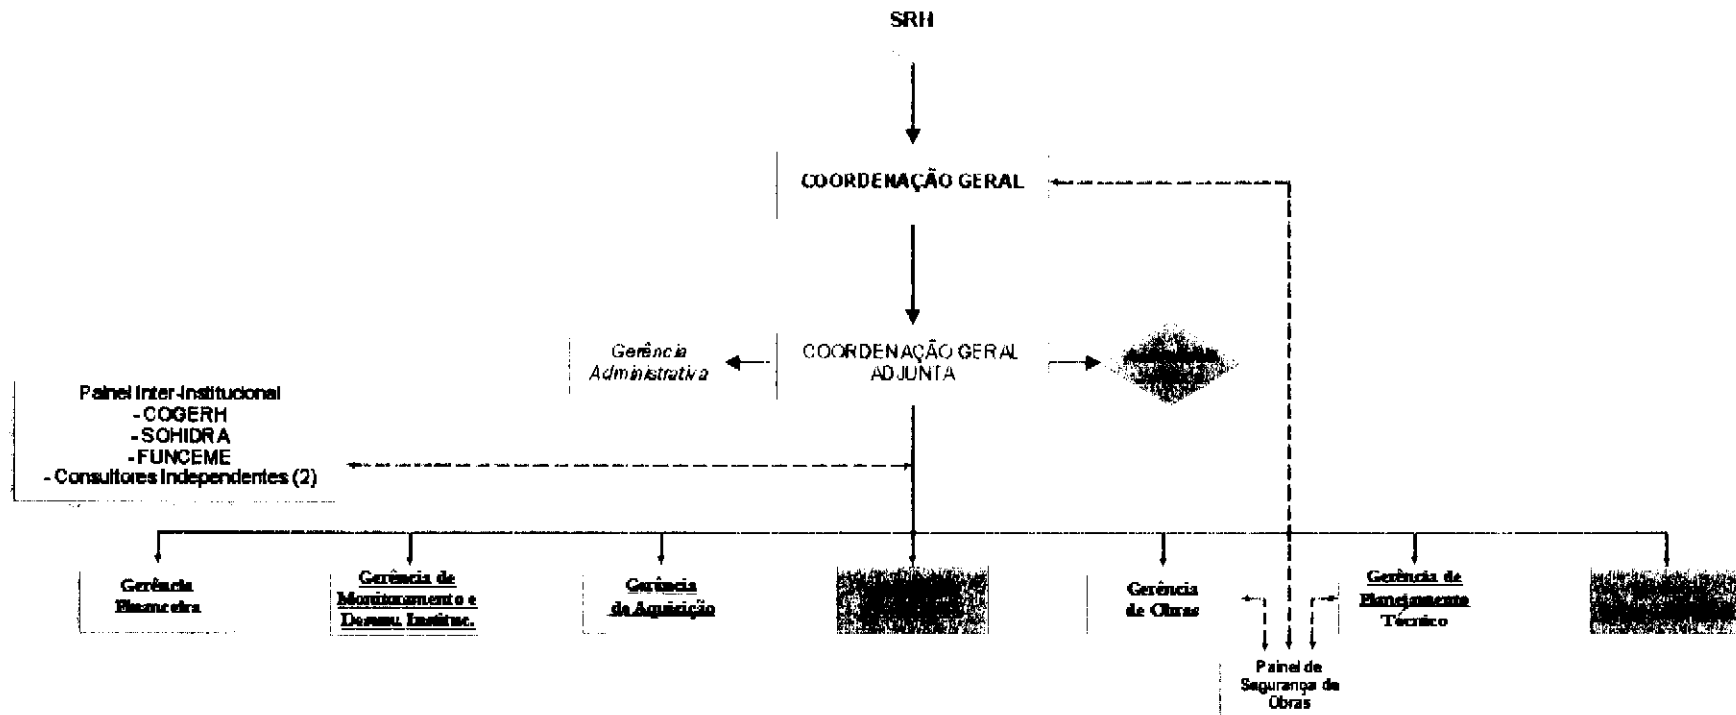 SRH
COORDENAÇÃO GERAL
Gerência
Administrativa
COORDENAÇÃO GERAL
ADJUNTA
Painel Inter-Institucional
- COGERH
- SOHIDRA
- FUNCEME
- Consultores Independentes (2)
Gerência
Financeira
Gerência de
Monitoramento e
Desenv. Instituc.
Gerência
de Aquisição
Gerência
de Obras
Gerência de
Planejamento
Técnico
Painel de
Segurança de
Obras